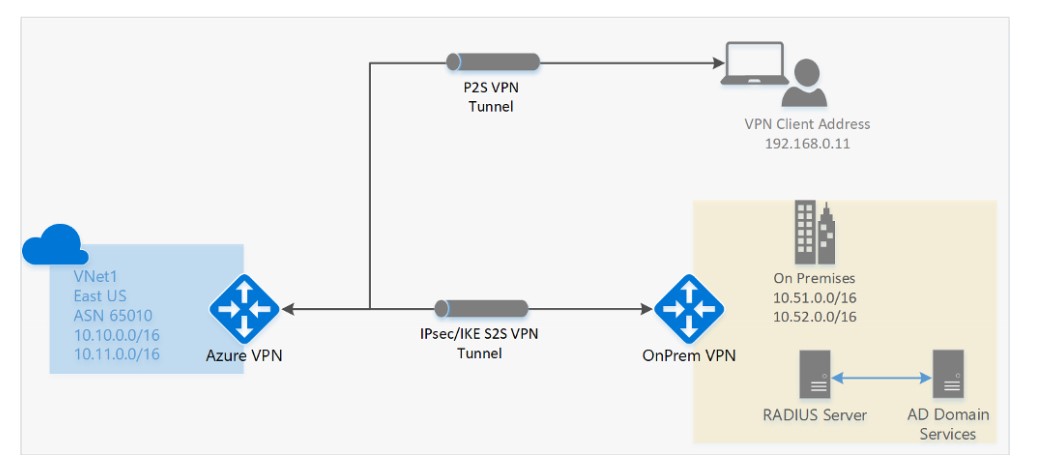 P2S VPN
Tunnel
VPN Client Address
192.168.0.11
VNet1
East US
ASN 65010
10.10.0.0/16
10.11.0.0/16
Azure VPN
IPsec/IKE S2S VPN
Tunnel
OnPrem VPN
On Premises
10.51.0.0/16
10.52.0.0/16
RADIUS Server
AD Domain
Services